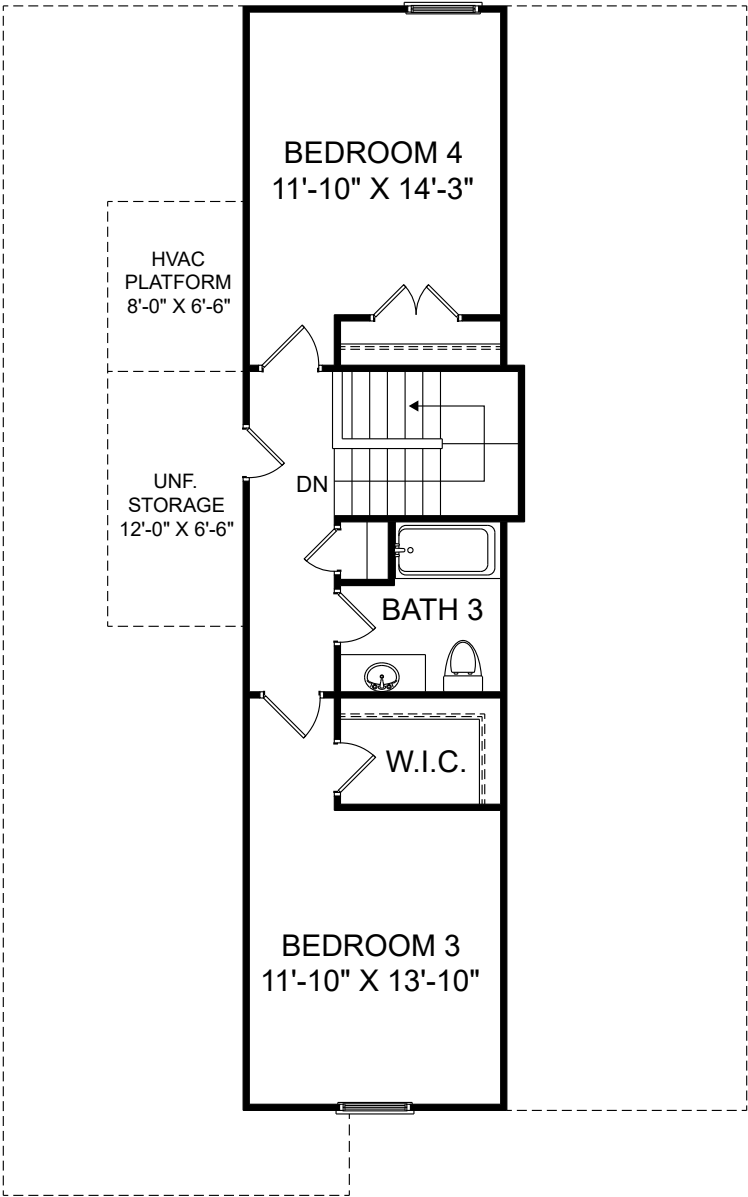 BEDROOM 4
11'-10" X 14'-3"
HVAC
PLATFORM
8'-0" X 6'-6"
UNF.
STORAGE
12'-0" X 6'-6"
DN
BATH 3
W.I.C.
BEDROOM 3
11'-10" X 13'-10"